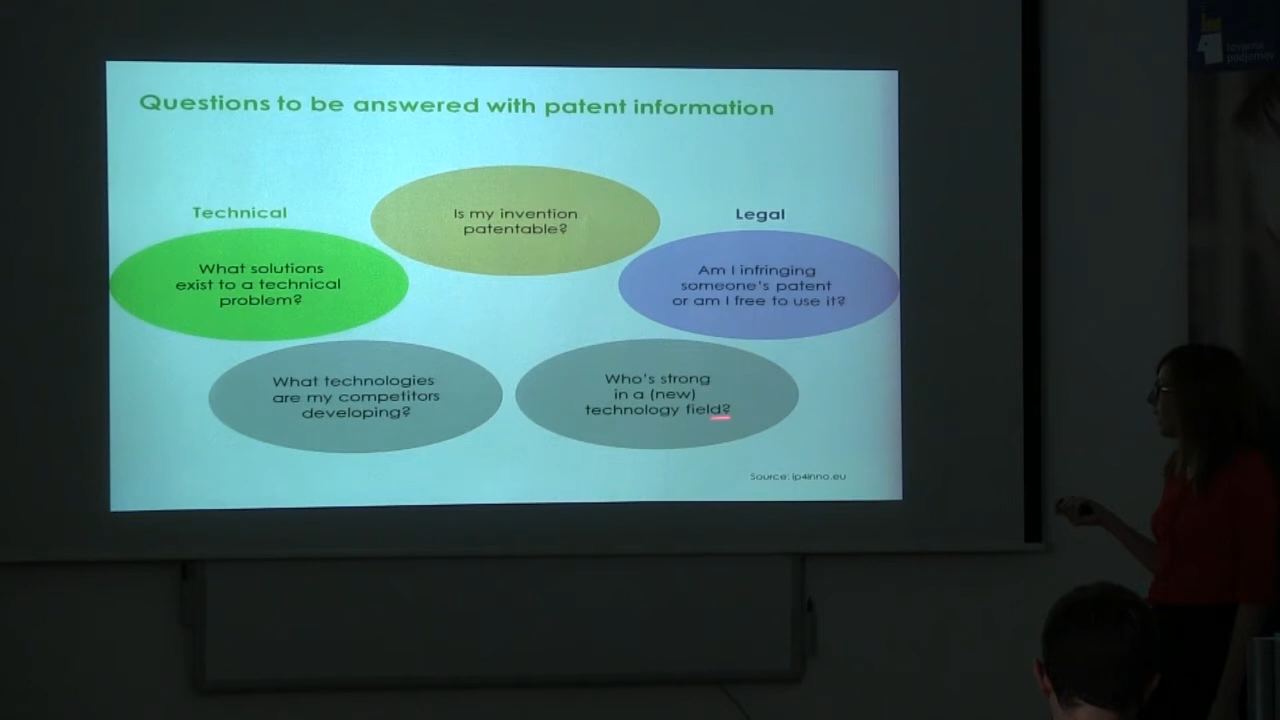 Questions to be answered with patent information
Technical
Is my invention
patentable?
Legal
What solutions
exist to a technical
problem?
Am I infringing
someone's patent
or am I free to use it?
What technologies
are my competitors
developing?
Who's strong
in a (new)
technology field?
Source: ip4inno.eu
tovarna
podjemov